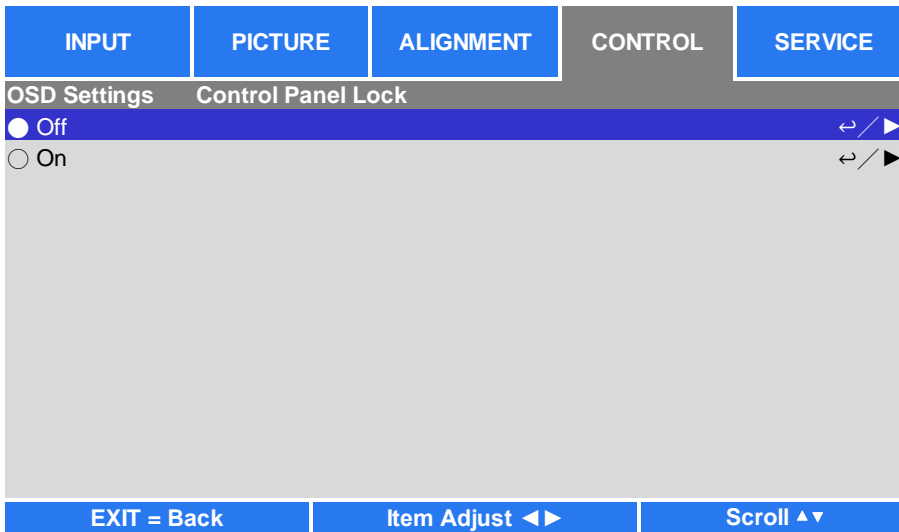 INPUT PICTURE ALIGNMENT CONTROL SERVICE
OSD Settings Control Panel Lock
Off ↩/▶
On ↩/▶
EXIT = Back Item Adjust ◀▶ Scroll ▲▼